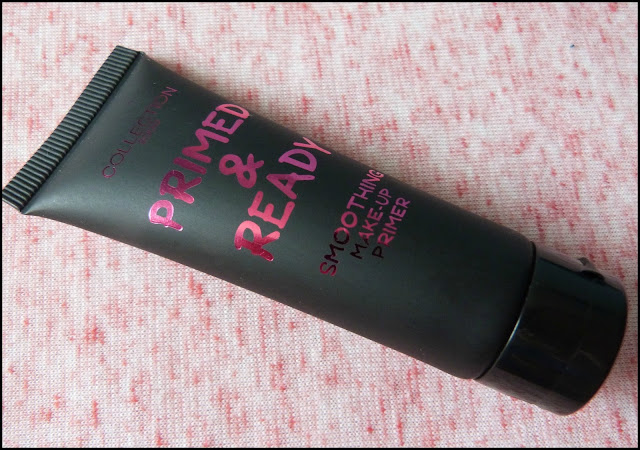 COLLECTION
PRIMED
&
READY
SMOOTHING
MAKE-UP
PRIMER